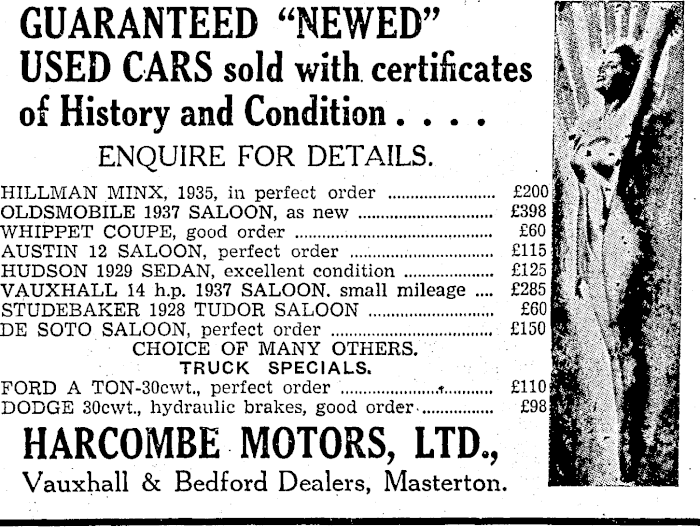 GUARANTEED “NEWED”
USED CARS sold with certificates
of History and Condition . . . .
ENQUIRE FOR DETAILS.
HILLMAN MINX, 1935, in perfect order ........................ £200
OLDSMOBILE 1937 SALOON, as new .............................. £398
WHIPPET COUPE, good order ........................................... £60
AUSTIN 12 SALOON, perfect order ................................ £115
HUDSON 1929 SEDAN, excellent condition .................... £125
VAUXHALL 14 h.p. 1937 SALOON. small mileage .... £285
STUDEBAKER 1928 TUDOR SALOON ............................ £60
DE SOTO SALOON, perfect order .................................... £150
CHOICE OF MANY OTHERS.
TRUCK SPECIALS.
FORD A TON-30cwt., perfect order .................................. £110
DODGE 30cwt., hydraulic brakes, good order ................ £98
HARCOMBE MOTORS, LTD.,
Vauxhall & Bedford Dealers, Masterton.